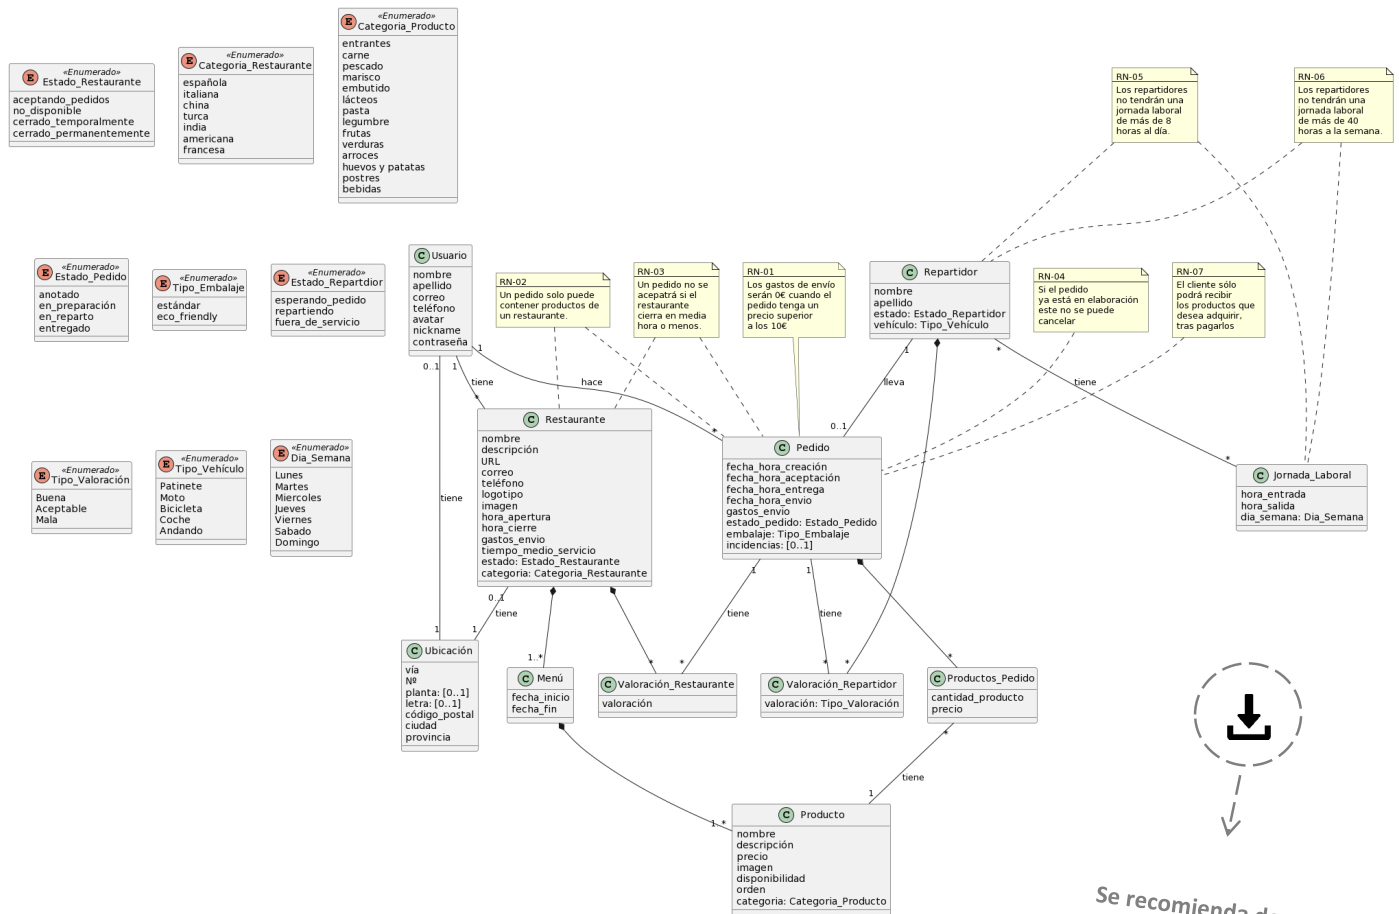 «Enumerado»
Categoria_Producto
entrantes
carne
pescado
marisco
embutido
lácteos
pasta
legumbre
frutas
verduras
arroces
huevos y patatas
postres
bebidas
«Enumerado»
Categoria_Restaurante
española
italiana
china
turca
india
americana
francesa
«Enumerado»
Estado_Restaurante
aceptando_pedidos
no_disponible
cerrado_temporalmente
cerrado_permanentemente
RN-05
Los repartidores
no tendrán una
jornada laboral
de más de 8
horas al día.
RN-06
Los repartidores
no tendrán una
jornada laboral
de más de 40
horas a la semana.
«Enumerado»
Estado_Pedido
anotado
en_preparación
en_reparto
entregado
«Enumerado»
Tipo_Embalaje
estándar
eco_friendly
«Enumerado»
Estado_Repartdior
esperando_pedido
repartiendo
fuera_de_servicio
Usuario
nombre
apellido
correo
teléfono
avatar
nickname
contraseña
RN-02
Un pedido solo puede
contener productos de
un restaurante.
RN-03
Un pedido no se
acepatrá si el
restaurante
cierra en media
hora o menos.
RN-01
Los gastos de envío
serán 0€ cuando el
pedido tenga un
precio superior
a los 10€
Repartidor
nombre
apellido
estado: Estado_Repartidor
vehículo: Tipo_Vehículo
RN-04
Si el pedido
ya está en elaboración
este no se puede
cancelar
RN-07
El cliente sólo
podrá recibir
los productos que
desea adquirir,
tras pagarlos
1
0..1
1
tiene
*
hace
*
1
lleva
0..1
*
tiene
*
«Enumerado»
Tipo_Valoración
Buena
Aceptable
Mala
«Enumerado»
Tipo_Vehículo
Patinete
Moto
Bicicleta
Coche
Andando
«Enumerado»
Dia_Semana
Lunes
Martes
Miercoles
Jueves
Viernes
Sabado
Domingo
tiene
Restaurante
nombre
descripción
URL
correo
teléfono
logotipo
imagen
hora_apertura
hora_cierre
gastos_envio
tiempo_medio_servicio
estado: Estado_Restaurante
categoria: Categoria_Restaurante
Pedido
fecha_hora_creación
fecha_hora_aceptación
fecha_hora_entrega
fecha_hora_envio
gastos_envio
estado_pedido: Estado_Pedido
embalaje: Tipo_Embalaje
incidencias: [0..1]
Jornada_Laboral
hora_entrada
hora_salida
dia_semana: Dia_Semana
0..1
tiene
1
1
1..*
*
1
tiene
*
1
tiene
*
*
*
Ubicación
vía
Nº
planta: [0..1]
letra: [0..1]
código_postal
ciudad
provincia
Menú
fecha_inicio
fecha_fin
Valoración_Restaurante
valoración
Valoración_Repartidor
valoración: Tipo_Valoración
Productos_Pedido
cantidad_producto
precio
*
tiene
1
1..*
Producto
nombre
descripción
precio
imagen
disponibilidad
orden
categoria: Categoria_Producto
Se recomienda